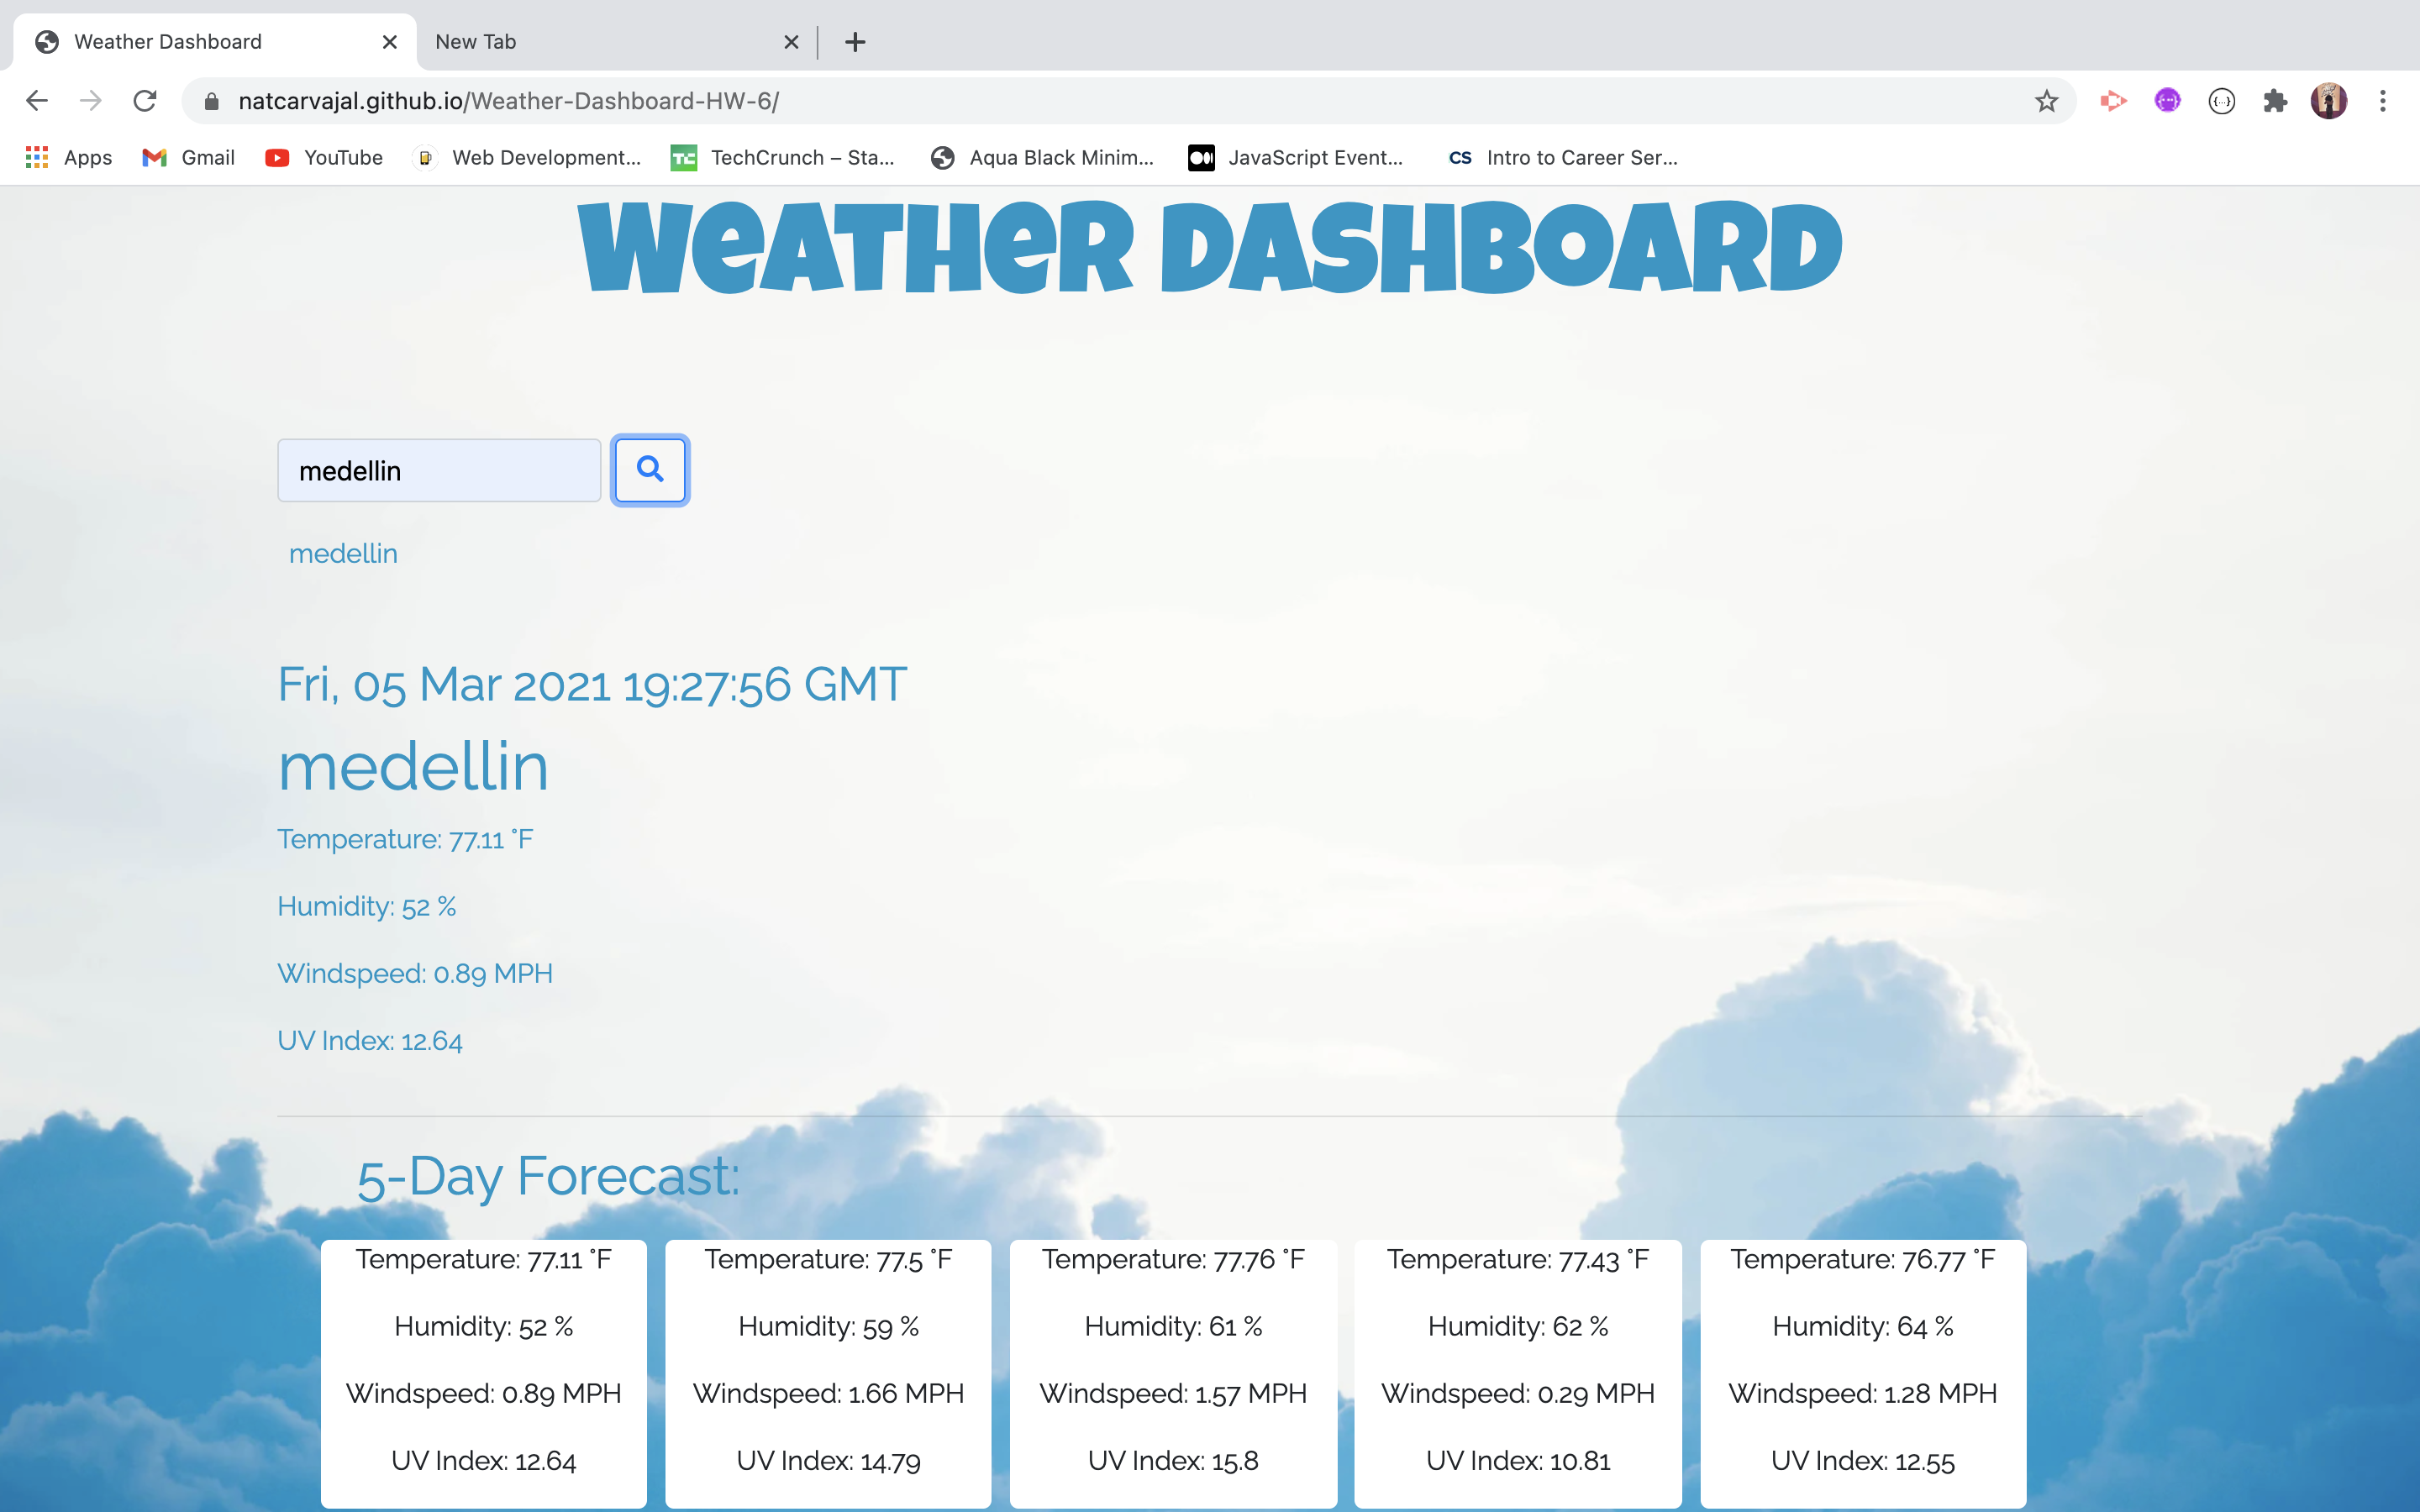 Weather Dashboard
New Tab
natcarvajal.github.io/Weather-Dashboard-HW-6/
Apps Gmail YouTube Web Development... TC TechCrunch – Sta... Aqua Black Minim... JavaScript Event... CS Intro to Career Ser...
WeATHeR DASHBOARD
medellin
medellin
Fri, 05 Mar 2021 19:27:56 GMT
medellin
Temperature: 77.11 °F
Humidity: 52 %
Windspeed: 0.89 MPH
UV Index: 12.64
5-Day Forecast:
Temperature: 77.11 °F
Humidity: 52 %
Windspeed: 0.89 MPH
UV Index: 12.64
Temperature: 77.5 °F
Humidity: 59 %
Windspeed: 1.66 MPH
UV Index: 14.79
Temperature: 77.76 °F
Humidity: 61 %
Windspeed: 1.57 MPH
UV Index: 15.8
Temperature: 77.43 °F
Humidity: 62 %
Windspeed: 0.29 MPH
UV Index: 10.81
Temperature: 76.77 °F
Humidity: 64 %
Windspeed: 1.28 MPH
UV Index: 12.55